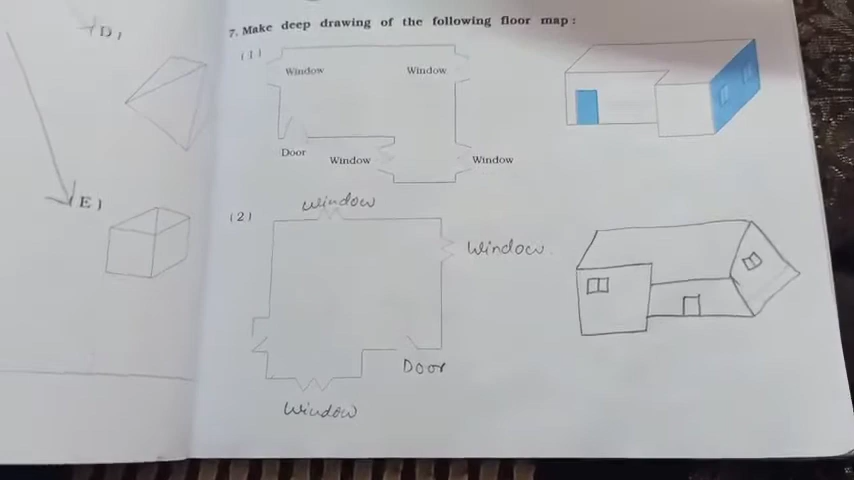 D)
E)
7. Make deep drawing of the following floor map :
(1)
Window Window
Door
Window Window
(2)
Window
Window
Door
Window